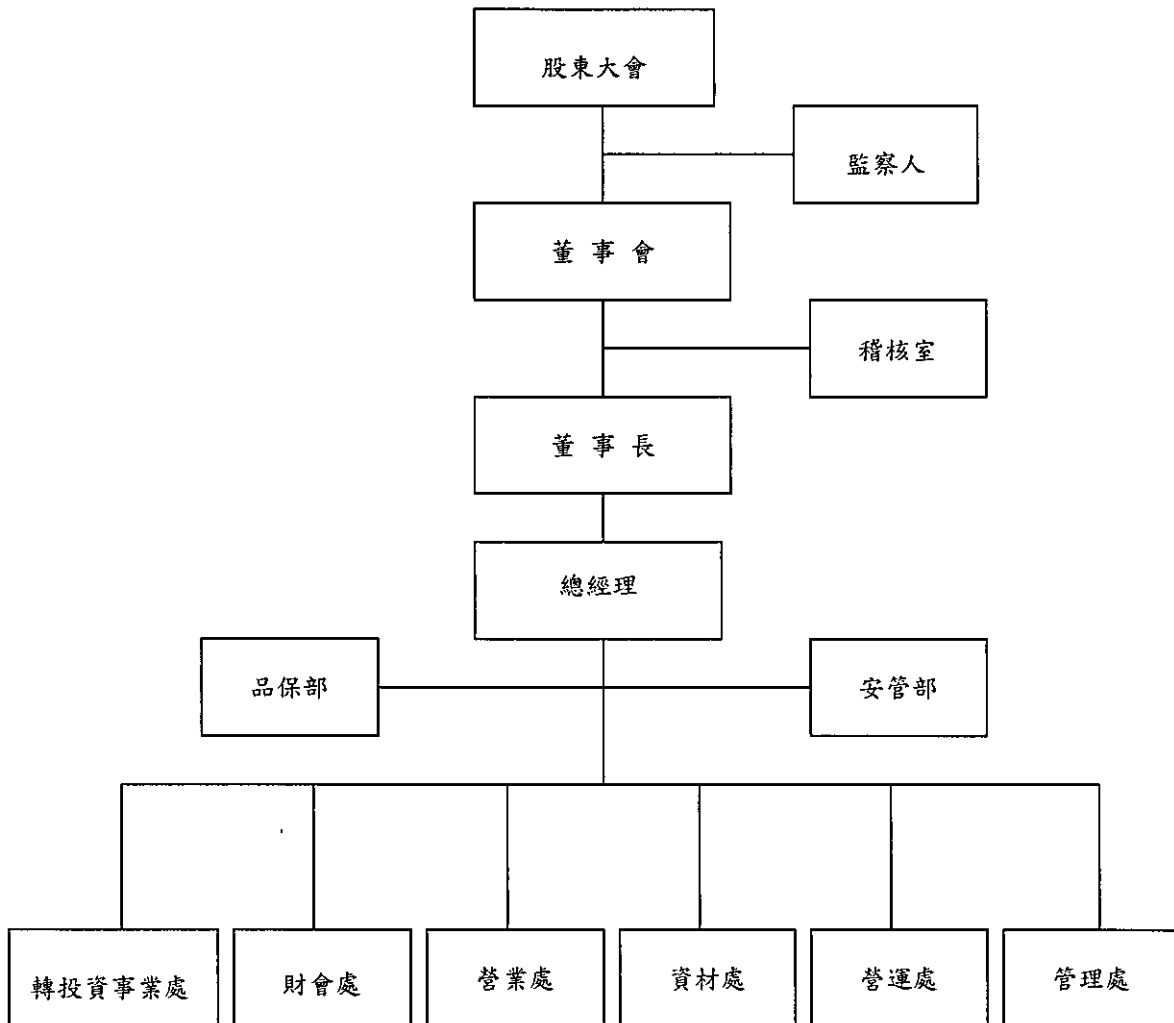 股東大會
監察人
董 事 會
稽核室
董 事 長
總經理
品保部
安管部
轉投資事業處
財會處
營業處
資材處
營運處
管理處